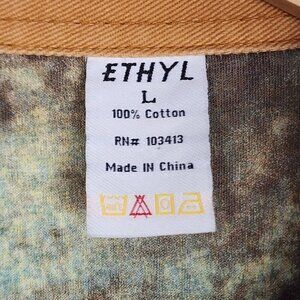 ETHYL
L
100% Cotton
RN# 103413
Made IN China